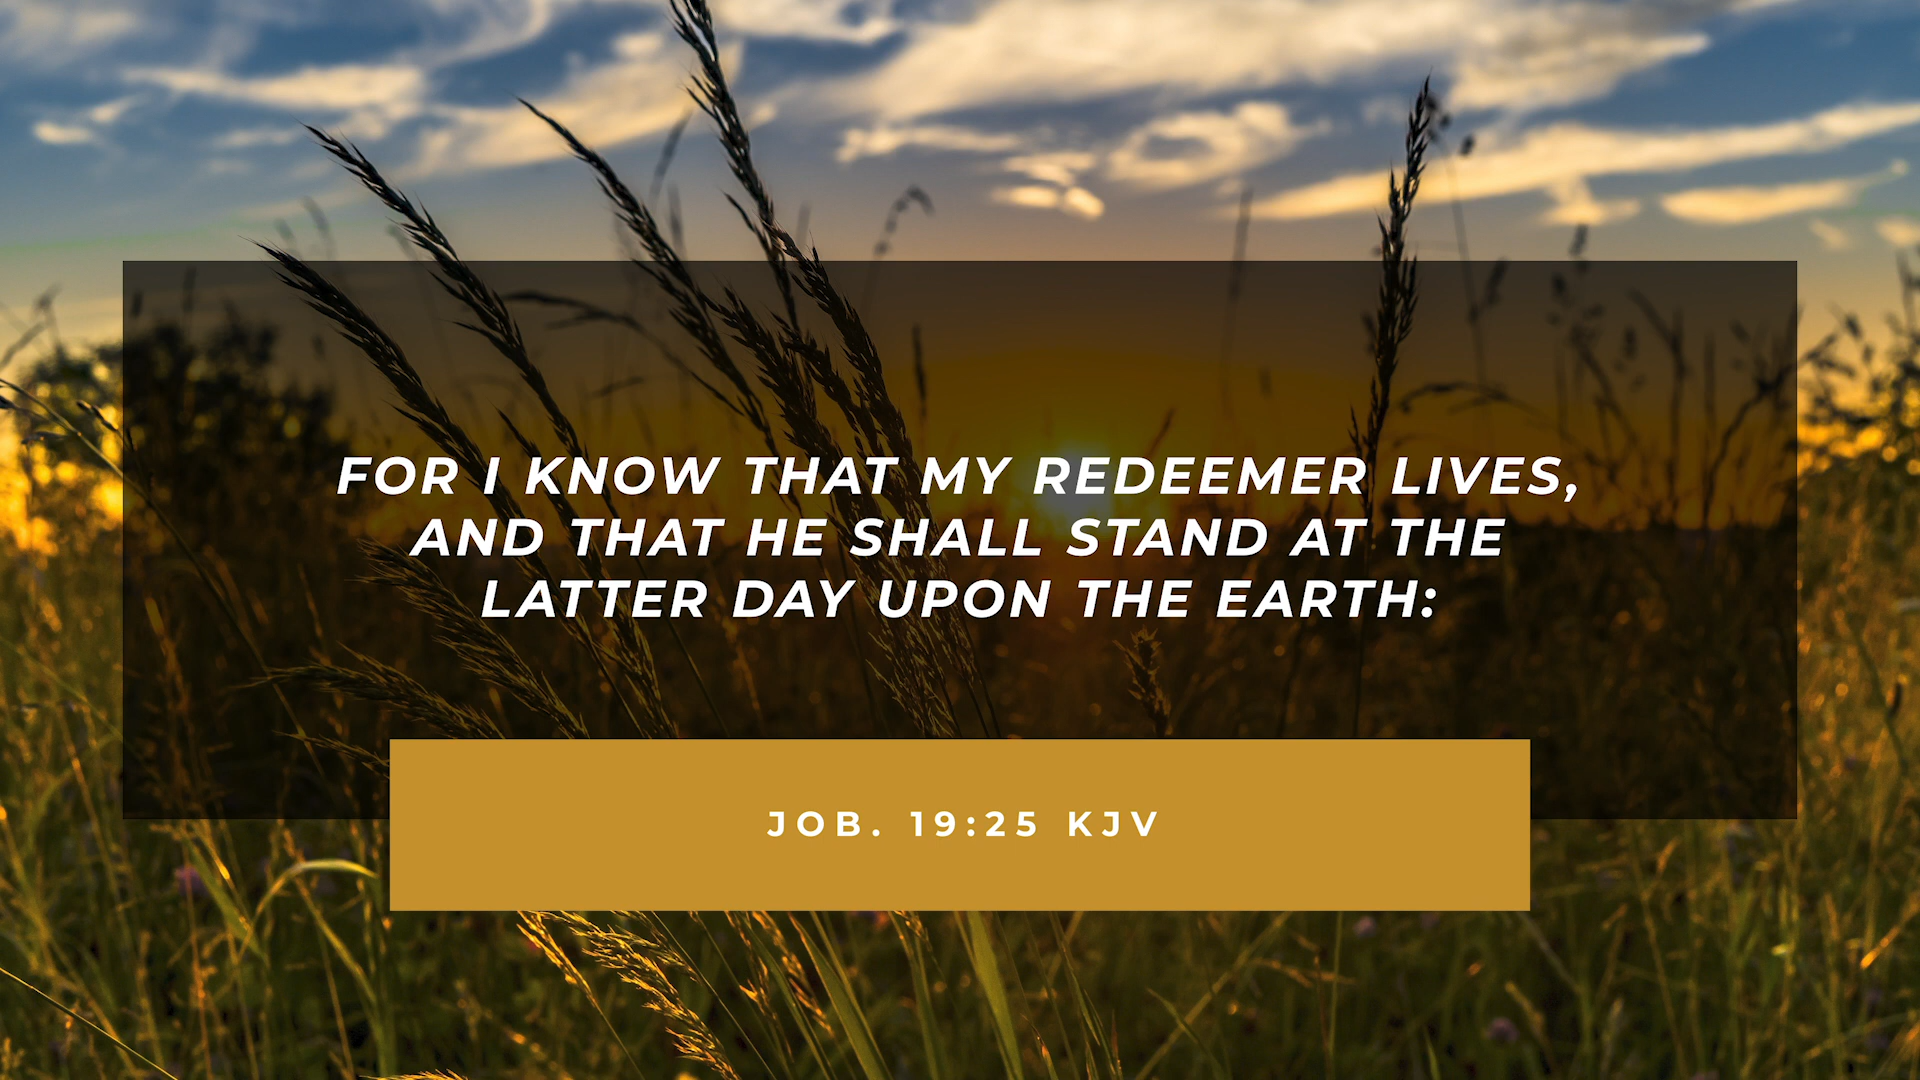 FOR I KNOW THAT MY REDEEMER LIVES,
AND THAT HE SHALL STAND AT THE
LATTER DAY UPON THE EARTH:
JOB. 19:25 KJV